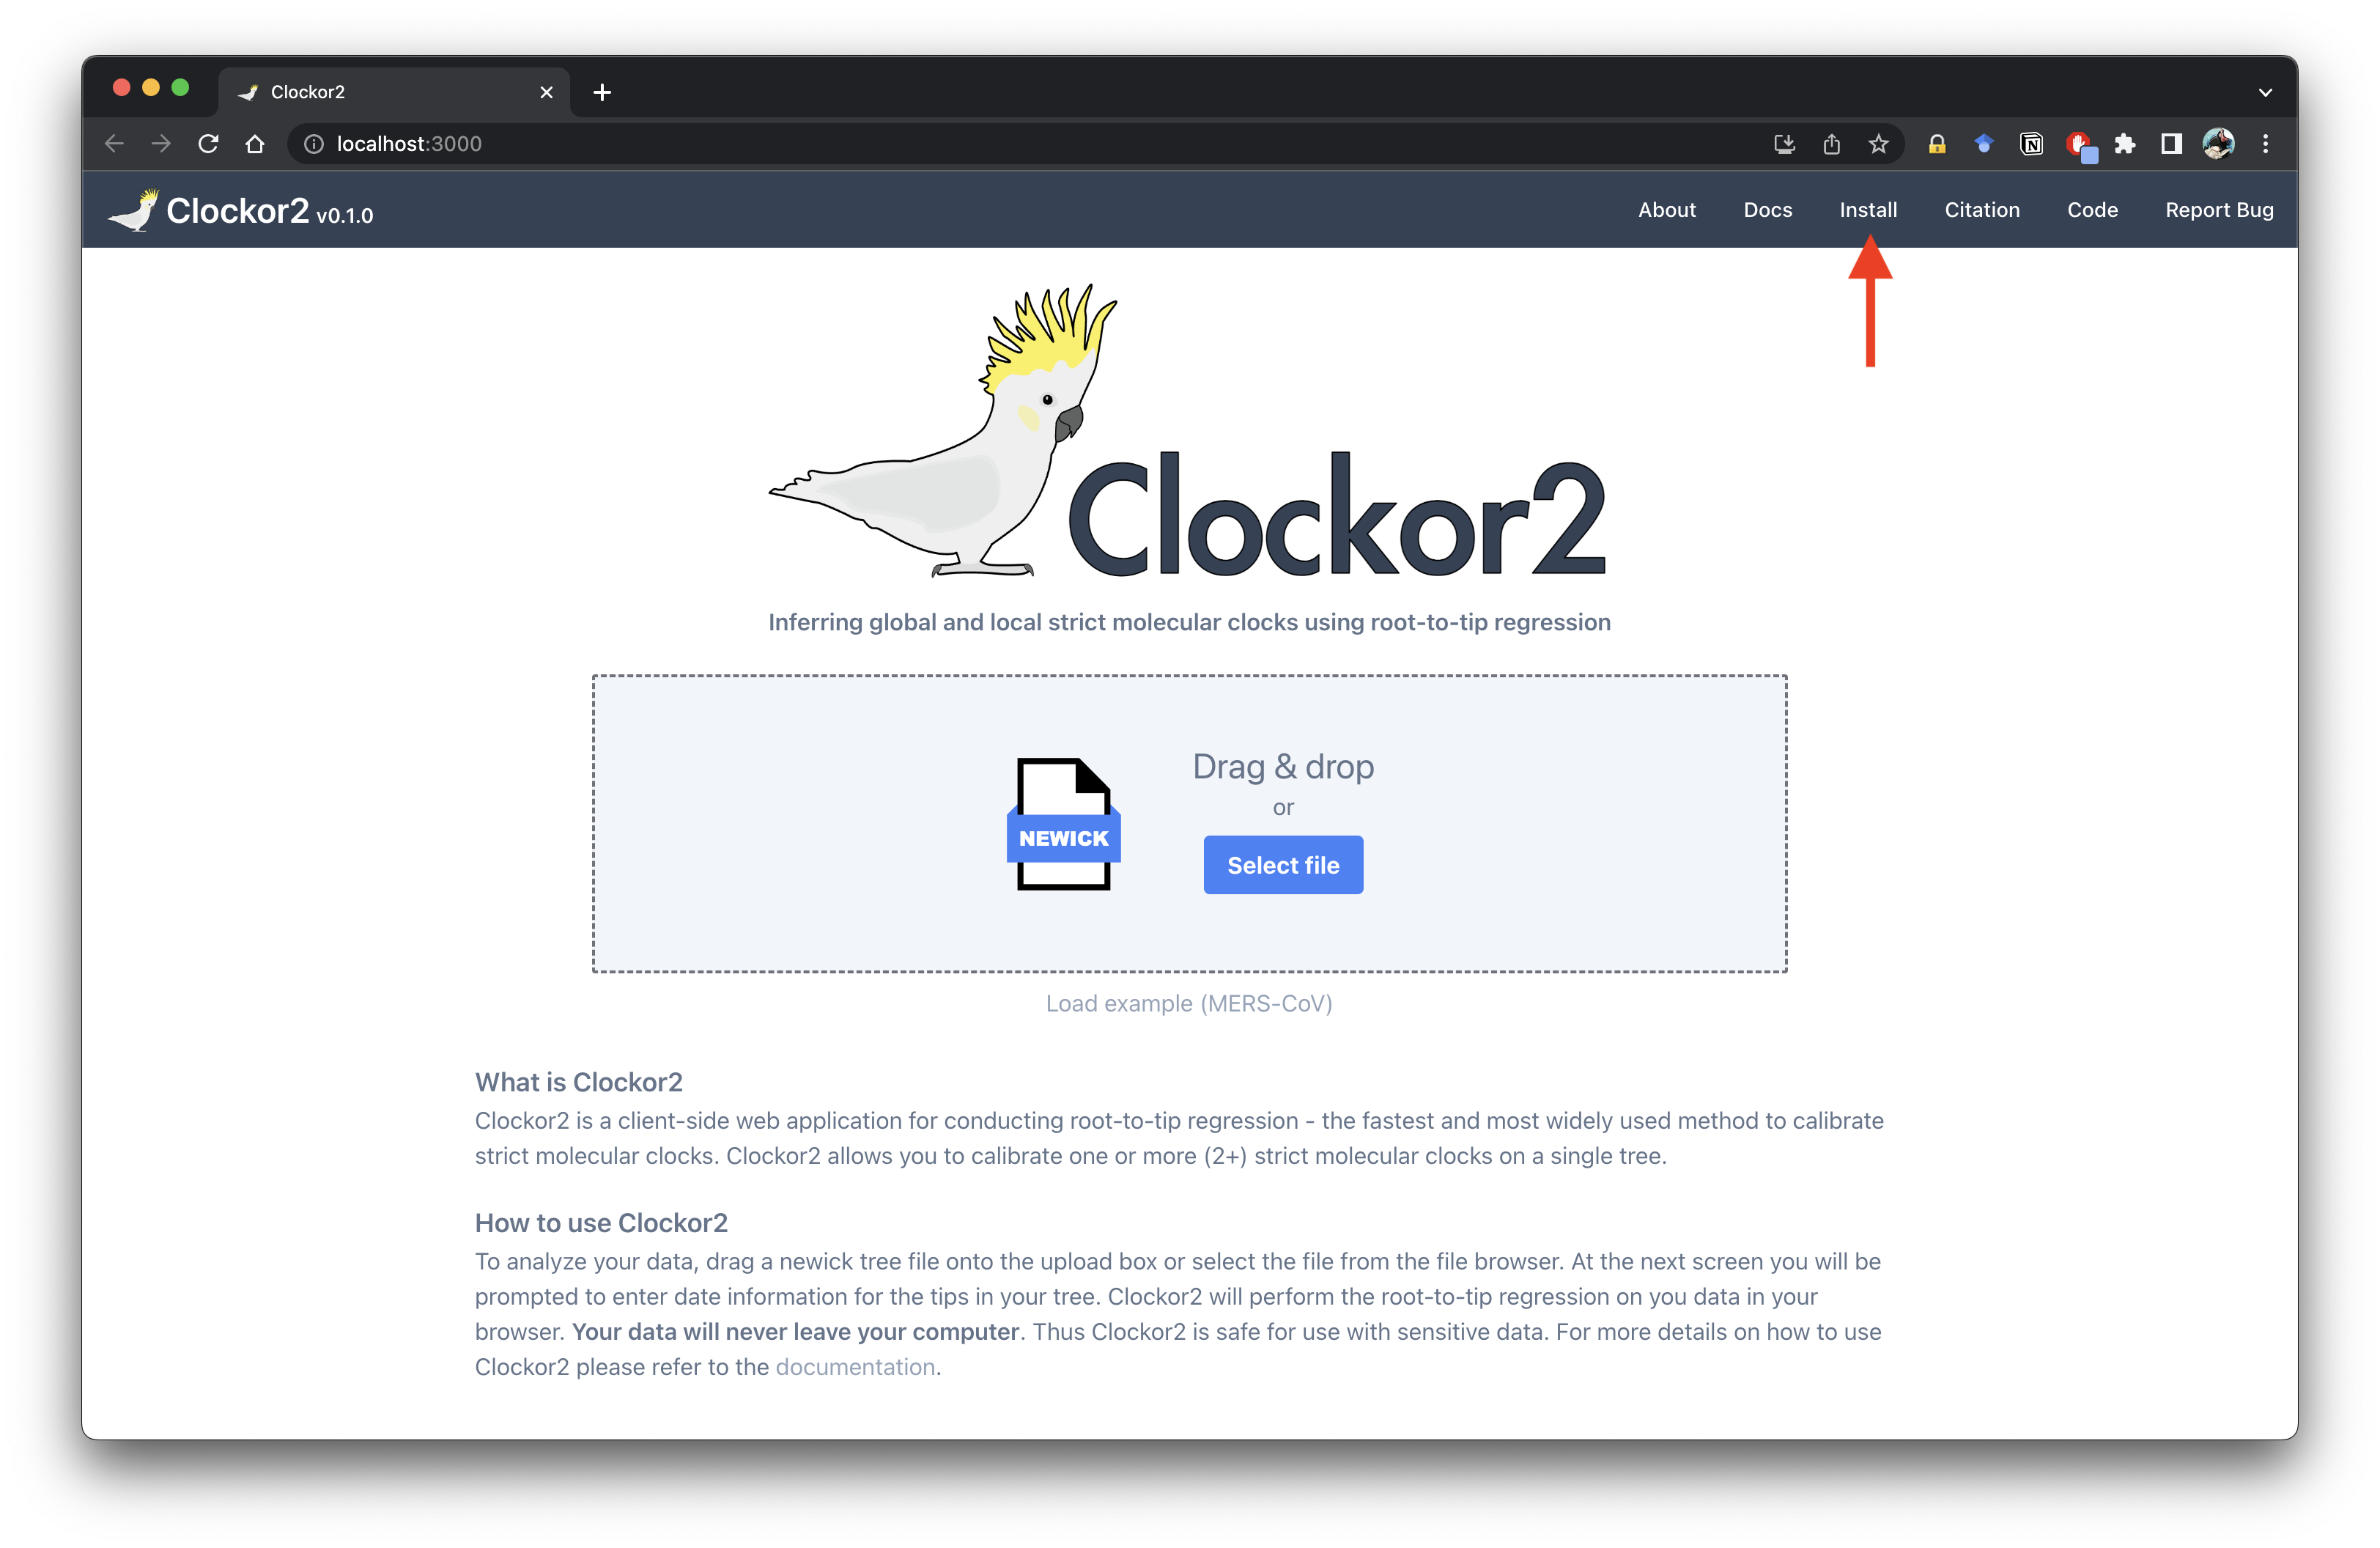 Clockor2
localhost:3000
Clockor2 v0.1.0
About Docs Install Citation Code Report Bug
Clockor2
Inferring global and local strict molecular clocks using root-to-tip regression
NEWICK
Drag & drop
or
Select file
Load example (MERS-CoV)
What is Clockor2
Clockor2 is a client-side web application for conducting root-to-tip regression - the fastest and most widely used method to calibrate
strict molecular clocks. Clockor2 allows you to calibrate one or more (2+) strict molecular clocks on a single tree.
How to use Clockor2
To analyze your data, drag a newick tree file onto the upload box or select the file from the file browser. At the next screen you will be
prompted to enter date information for the tips in your tree. Clockor2 will perform the root-to-tip regression on you data in your
browser. Your data will never leave your computer. Thus Clockor2 is safe for use with sensitive data. For more details on how to use
Clockor2 please refer to the documentation.